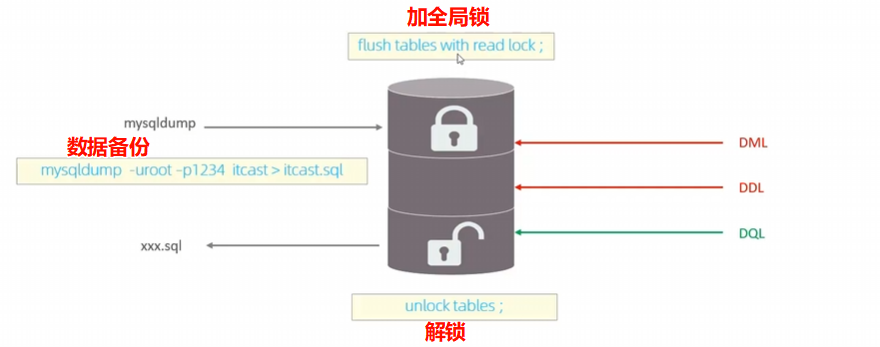 加全局锁
flush tables with read lock ;
mysqldump
数据备份
mysqldump -uroot –p1234 itcast > itcast.sql
DML
DDL
DQL
xxx.sql
unlock tables ;
解锁